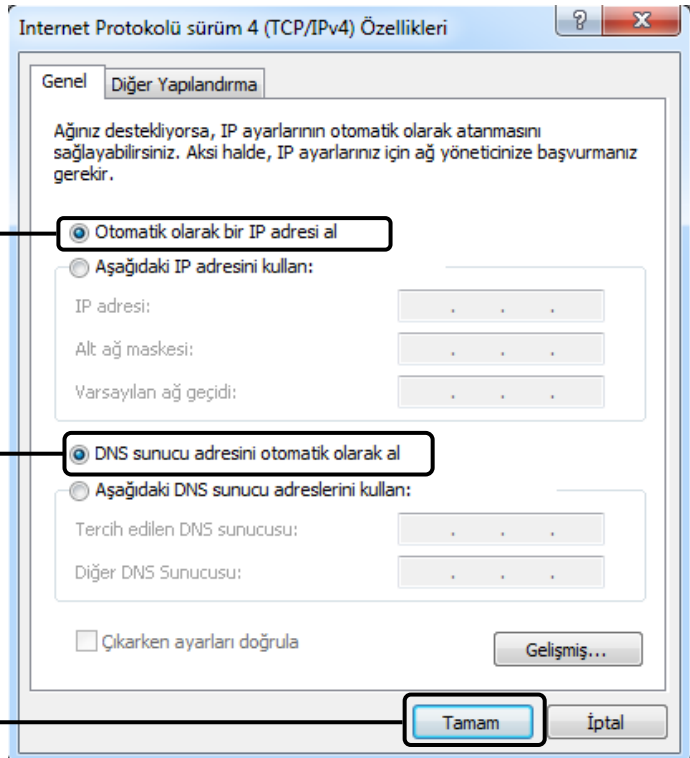 Internet Protokolü sürüm 4 (TCP/IPv4) Özellikleri
Genel
Diğer Yapılandırma
Ağınız destekliyorsa, IP ayarlarının otomatik olarak atanmasını
sağlayabilirsiniz. Aksi halde, IP ayarlarınız için ağ yöneticinize başvurmanız
gerekir.
Otomatik olarak bir IP adresi al
Aşağıdaki IP adresini kullan:
IP adresi:
Alt ağ maskesi:
Varsayılan ağ geçidi:
DNS sunucu adresini otomatik olarak al
Aşağıdaki DNS sunucu adreslerini kullan:
Tercih edilen DNS sunucusu:
Diğer DNS Sunucusu:
Çıkarken ayarları doğrula
Gelişmiş...
Tamam
İptal